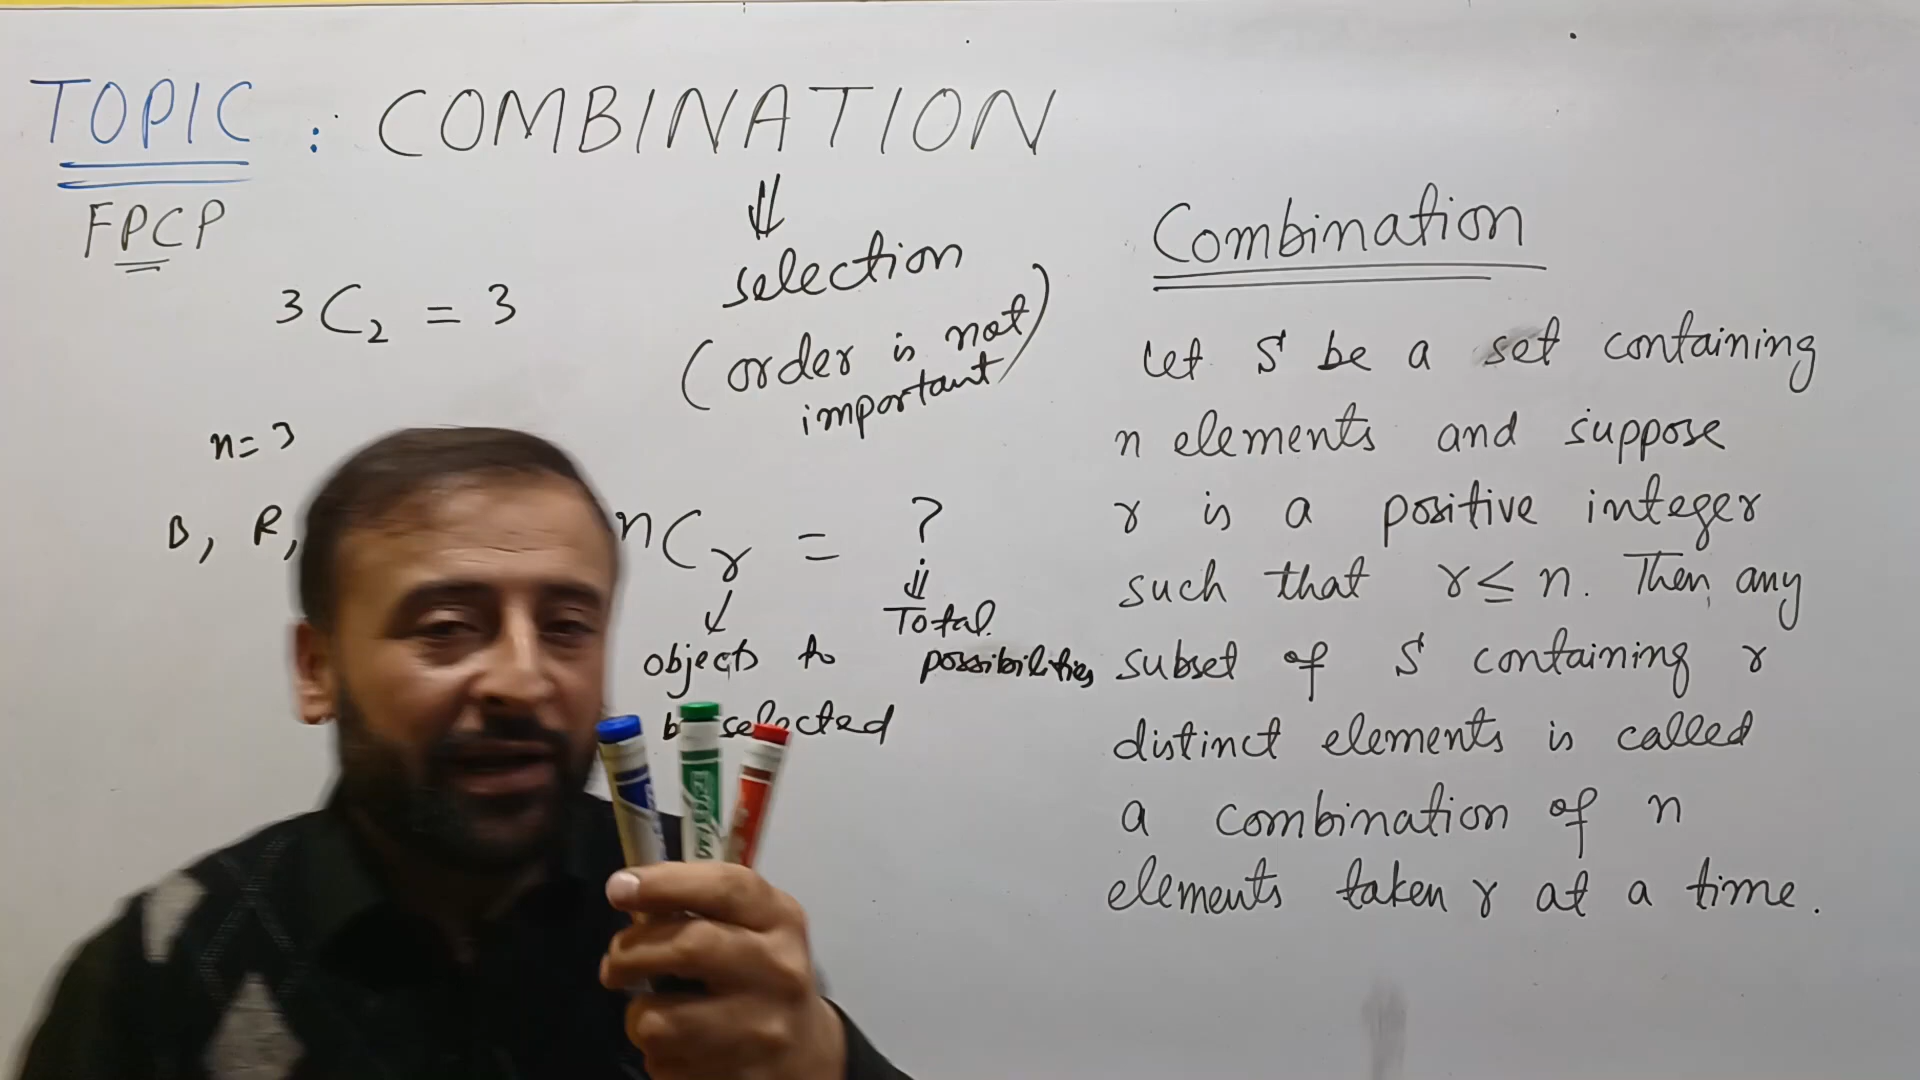 TOPIC : COMBINATION
FPCP
⇓
selection
(order is not
important)
3C2 = 3
n=3
B, R,
nCr = ?
↓
objects to
selected
⇓
Total
possibilities
Combination
Let S be a set containing
n elements and suppose
r is a positive integer
such that r ≤ n. Then, any
subset of S containing r
distinct elements is called
a combination of n
elements taken r at a time.